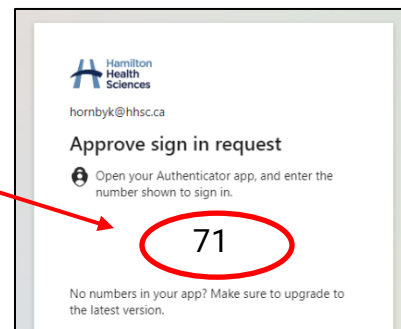 Hamilton
Health
Sciences
hornbyk@hhsc.ca
Approve sign in request
Open your Authenticator app, and enter the
number shown to sign in.
71
No numbers in your app? Make sure to upgrade to
the latest version.